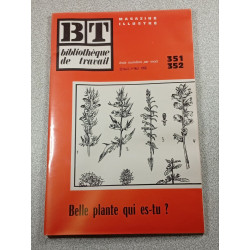 BT
MAGAZINE
ILLUSTRÉ
bibliothèque
de travail
351
352
Belle plante qui es-tu ?